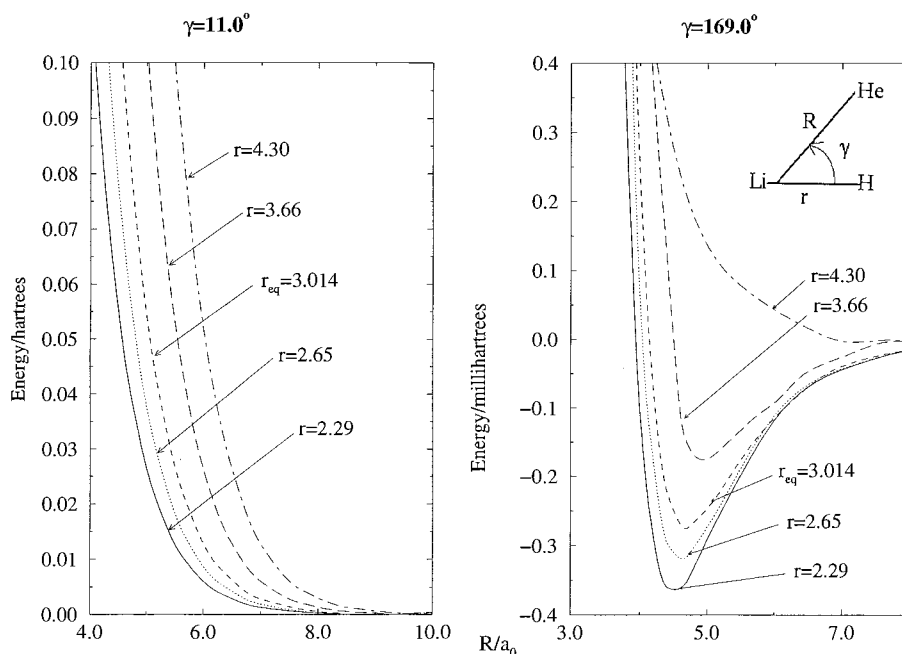 γ=11.0°
γ=169.0°
0.10
0.09
0.08
0.07
0.06
0.05
0.04
0.03
0.02
0.01
0.00
Energy/hartrees
4.0
6.0
8.0
10.0
r=4.30
r=3.66
r_eq=3.014
r=2.65
r=2.29
R/a₀
0.4
0.3
0.2
0.1
0.0
−0.1
−0.2
−0.3
−0.4
Energy/millihartrees
3.0
5.0
7.0
He
R
γ
Li
H
r
r=4.30
r=3.66
r_eq=3.014
r=2.65
r=2.29